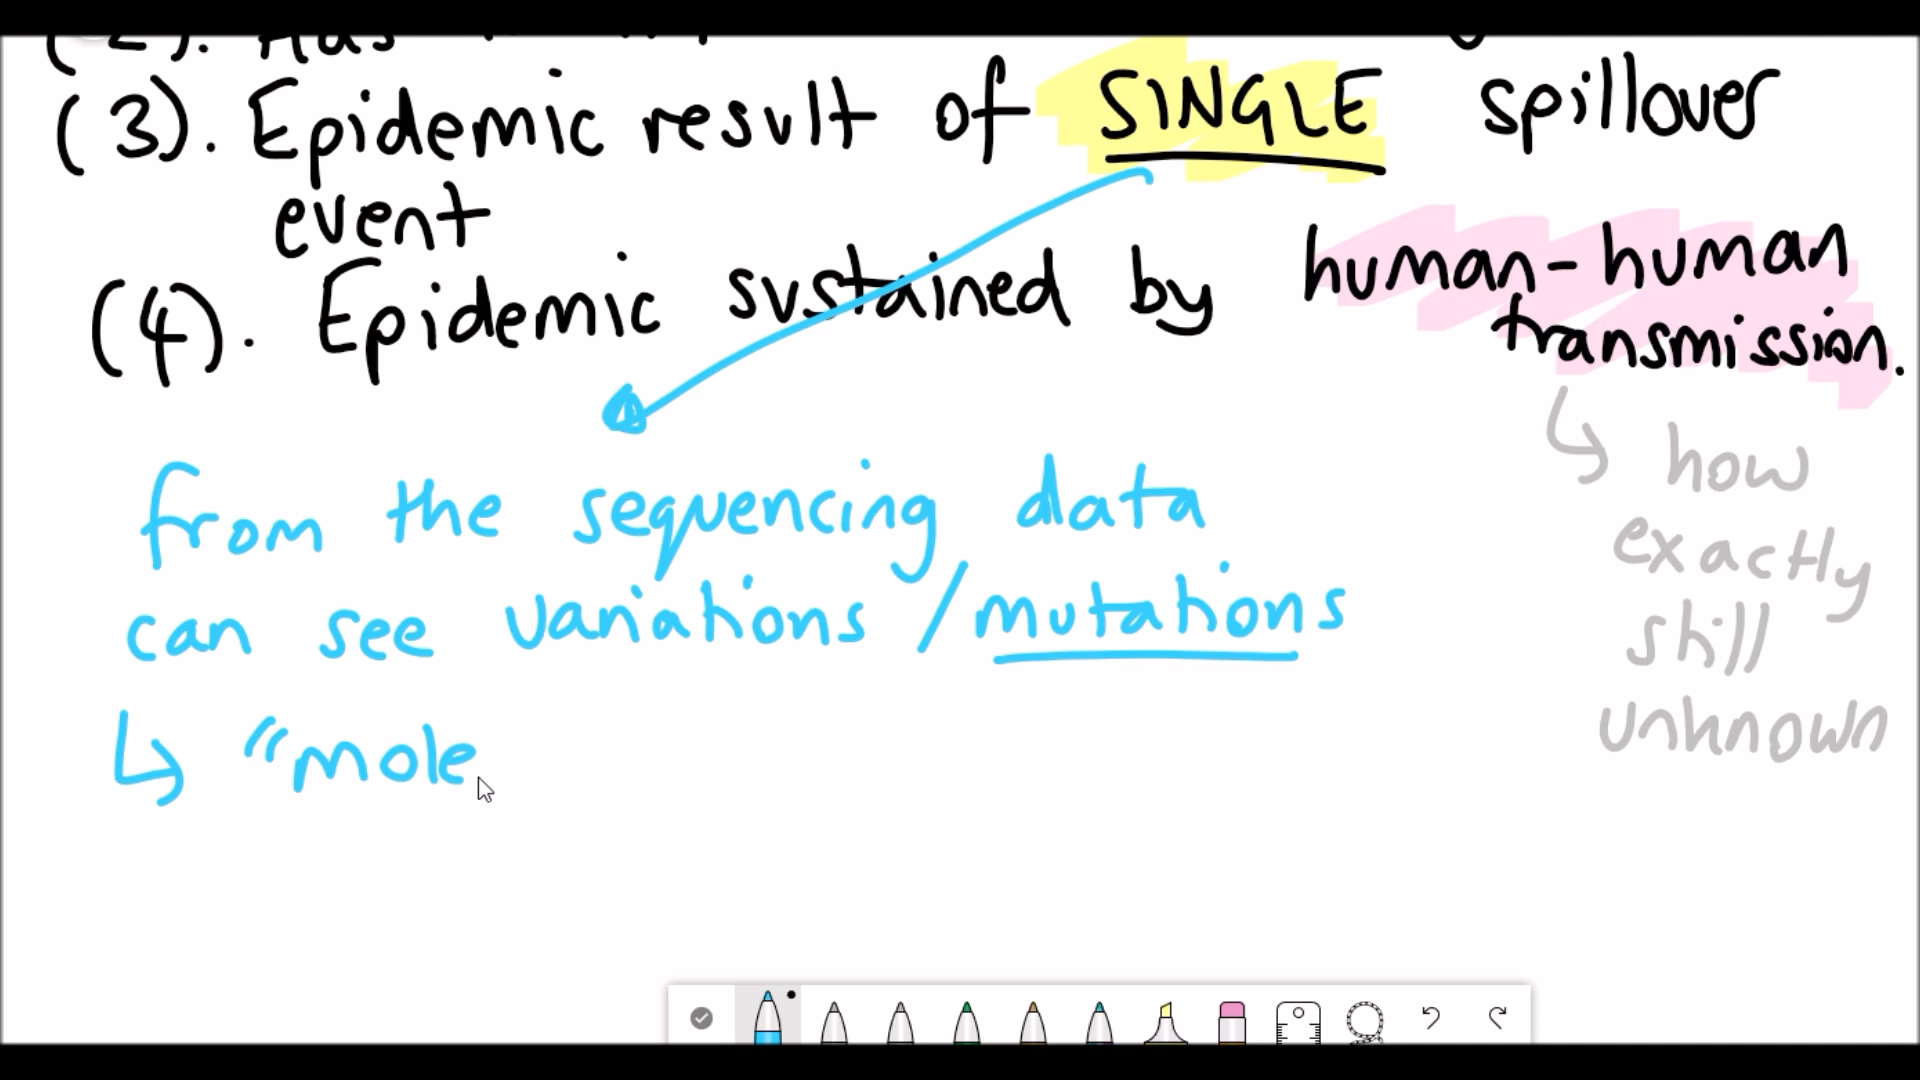 (3). Epidemic result of SINGLE spillover
event
(4). Epidemic sustained by human-human
transmission.
↳ how
exactly
still
unknown
from the sequencing data
can see variations / mutations
↳ "mole